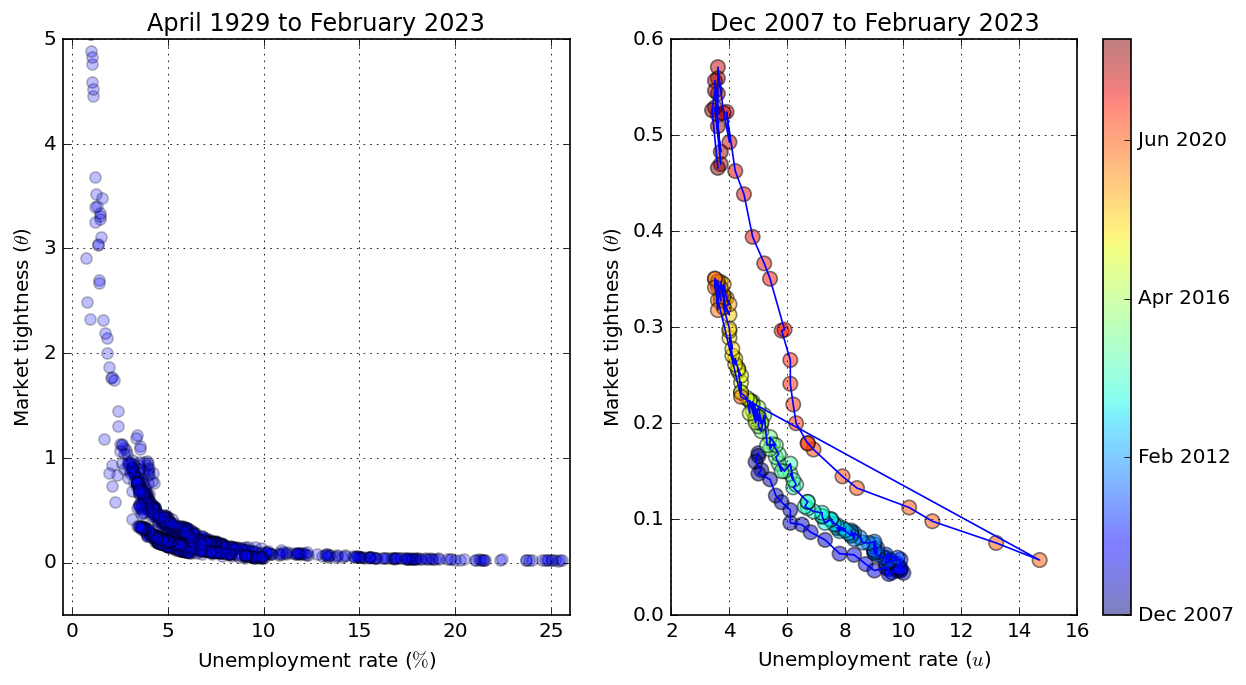 April 1929 to February 2023
5
4
3
2
1
0
Market tightness (θ)
0 5 10 15 20 25
Unemployment rate (%)
Dec 2007 to February 2023
0.6
0.5
0.4
0.3
0.2
0.1
0.0
Market tightness (θ)
2 4 6 8 10 12 14 16
Unemployment rate (u)
Jun 2020
Apr 2016
Feb 2012
Dec 2007